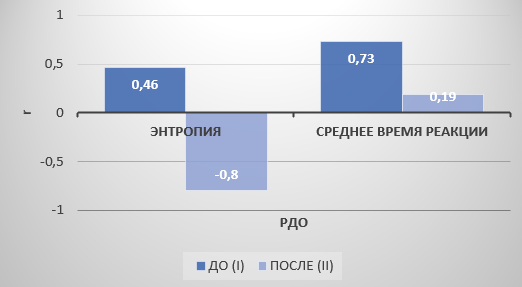 1
0,5
0
-0,5
-1
r
0,46
-0,8
0,73
0,19
ЭНТРОПИЯ
СРЕДНЕЕ ВРЕМЯ РЕАКЦИИ
РДО
ДО (I)
ПОСЛЕ (II)